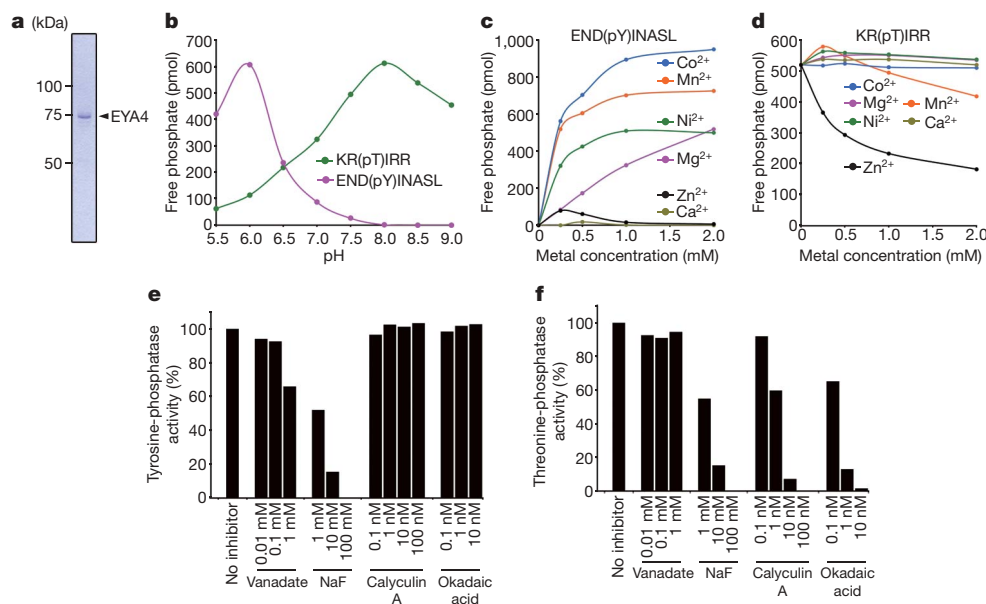 a (kDa)
100
75
50
EYA4
b
Free phosphate (pmol)
700
600
500
400
300
200
100
0
KR(pT)IRR
END(pY)INASL
5.5 6.0 6.5 7.0 7.5 8.0 8.5 9.0
pH
c END(pY)INASL
Free phosphate (pmol)
1,000
800
600
400
200
0
Co2+
Mn2+
Ni2+
Mg2+
Zn2+
Ca2+
0 0.5 1.0 2.0
Metal concentration (mM)
d KR(pT)IRR
Free phosphate (pmol)
600
500
400
300
200
100
0
Co2+
Mg2+ Mn2+
Ni2+ Ca2+
Zn2+
0 0.5 1.0 2.0
Metal concentration (mM)
e
Tyrosine-phosphatase
activity (%)
100
80
60
40
20
0
No inhibitor
0.01 mM
0.1 mM
1 mM
Vanadate
1 mM
10 mM
100 mM
NaF
0.1 nM
1 nM
10 nM
100 nM
Calyculin
A
0.1 nM
1 nM
10 nM
Okadaic
acid
f
Threonine-phosphatase
activity (%)
100
80
60
40
20
0
No inhibitor
0.01 mM
0.1 mM
1 mM
Vanadate
1 mM
10 mM
100 mM
NaF
0.1 nM
1 nM
10 nM
100 nM
Calyculin
A
0.1 nM
1 nM
10 nM
Okadaic
acid